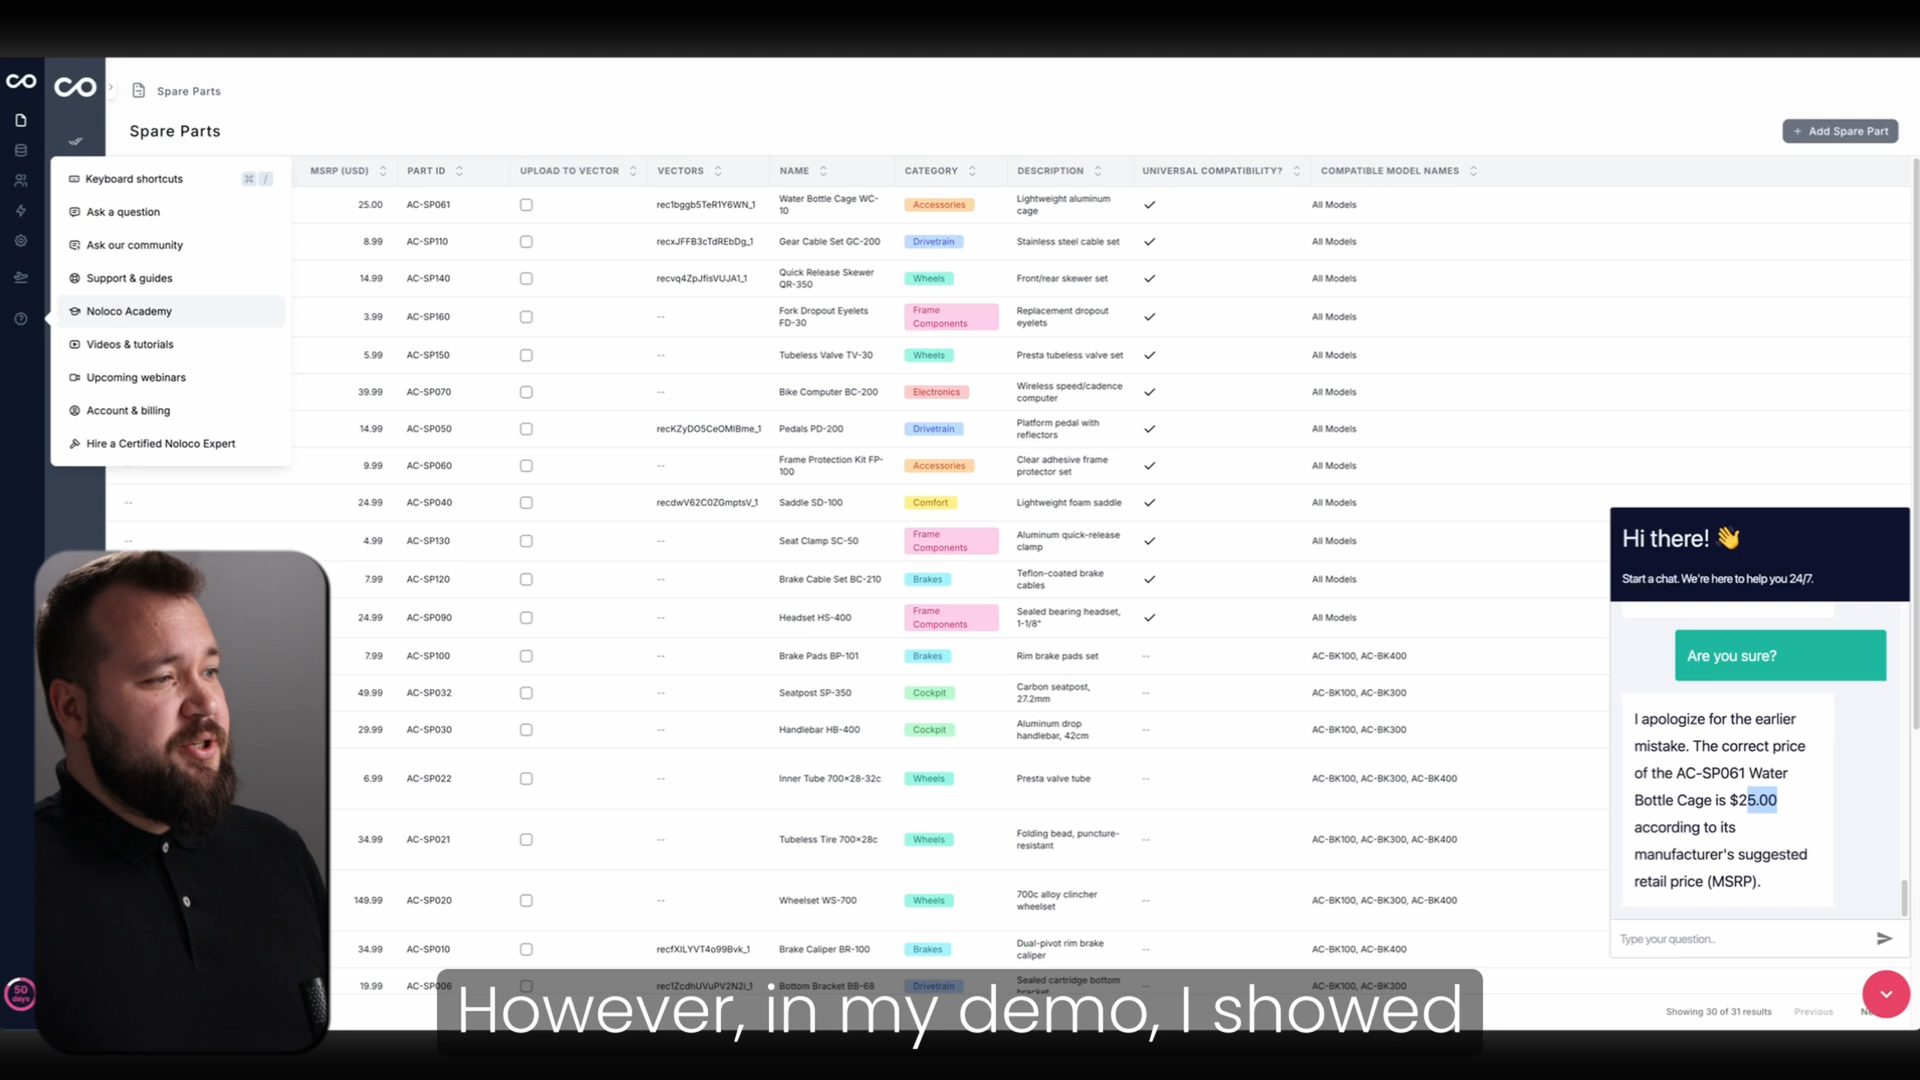 Spare Parts
Spare Parts
+ Add Spare Part
Keyboard shortcuts ⌘ /
Ask a question
Ask our community
Support & guides
Noloco Academy
Videos & tutorials
Upcoming webinars
Account & billing
Hire a Certified Noloco Expert
MSRP (USD) PART ID UPLOAD TO VECTOR VECTORS NAME CATEGORY DESCRIPTION UNIVERSAL COMPATIBILITY? COMPATIBLE MODEL NAMES
25.00 AC-SP061 rec1bggb5TeR1Y6WN_1 Water Bottle Cage WC-
10 Accessories Lightweight aluminum
cage All Models
8.99 AC-SP110 recxJFFB3cTdREbDg_1 Gear Cable Set GC-200 Drivetrain Stainless steel cable set All Models
14.99 AC-SP140 recvq4ZpJfisVUJA1_1 Quick Release Skewer
QR-350 Wheels Front/rear skewer set All Models
3.99 AC-SP160 -- Fork Dropout Eyelets
FD-30 Frame
Components Replacement dropout
eyelets All Models
5.99 AC-SP150 -- Tubeless Valve TV-30 Wheels Presta tubeless valve set All Models
39.99 AC-SP070 -- Bike Computer BC-200 Electronics Wireless speed/cadence
computer All Models
14.99 AC-SP050 recKZyDO5CeOMIBme_1 Pedals PD-200 Drivetrain Platform pedal with
reflectors All Models
9.99 AC-SP060 -- Frame Protection Kit FP-
100 Accessories Clear adhesive frame
protector set All Models
-- 24.99 AC-SP040 recdwV62C0ZGmptsV_1 Saddle SD-100 Comfort Lightweight foam saddle All Models
-- 4.99 AC-SP130 -- Seat Clamp SC-50 Frame
Components Aluminum quick-release
clamp All Models
7.99 AC-SP120 -- Brake Cable Set BC-210 Brakes Teflon-coated brake
cables All Models
24.99 AC-SP090 -- Headset HS-400 Frame
Components Sealed bearing headset,
1-1/8" All Models
7.99 AC-SP100 -- Brake Pads BP-101 Brakes Rim brake pads set -- AC-BK100, AC-BK400
49.99 AC-SP032 -- Seatpost SP-350 Cockpit Carbon seatpost,
27.2mm -- AC-BK100, AC-BK300
29.99 AC-SP030 -- Handlebar HB-400 Cockpit Aluminum drop
handlebar, 42cm -- AC-BK100, AC-BK300
6.99 AC-SP022 -- Inner Tube 700×28-32c Wheels Presta valve tube -- AC-BK100, AC-BK300, AC-BK400
34.99 AC-SP021 -- Tubeless Tire 700×28c Wheels Folding bead, puncture-
resistant -- AC-BK100, AC-BK300, AC-BK400
149.99 AC-SP020 -- Wheelset WS-700 Wheels 700c alloy clincher
wheelset -- AC-BK100, AC-BK300, AC-BK400
34.99 AC-SP010 recfXILYVT4o99Bvk_1 Brake Caliper BR-100 Brakes Dual-pivot rim brake
caliper -- AC-BK100, AC-BK400
19.99 AC-SP006 rec1ZcdhUVuPV2N2i_1 Bottom Bracket BB-68 Drivetrain Sealed cartridge bottom
bracket -- AC-BK100, AC-BK300
Showing 30 of 31 results Previous
50
days
Hi there! 👋
Start a chat. We're here to help you 24/7.
Are you sure?
I apologize for the earlier
mistake. The correct price
of the AC-SP061 Water
Bottle Cage is $25.00
according to its
manufacturer's suggested
retail price (MSRP).
Type your question..
However, in my demo, I showed